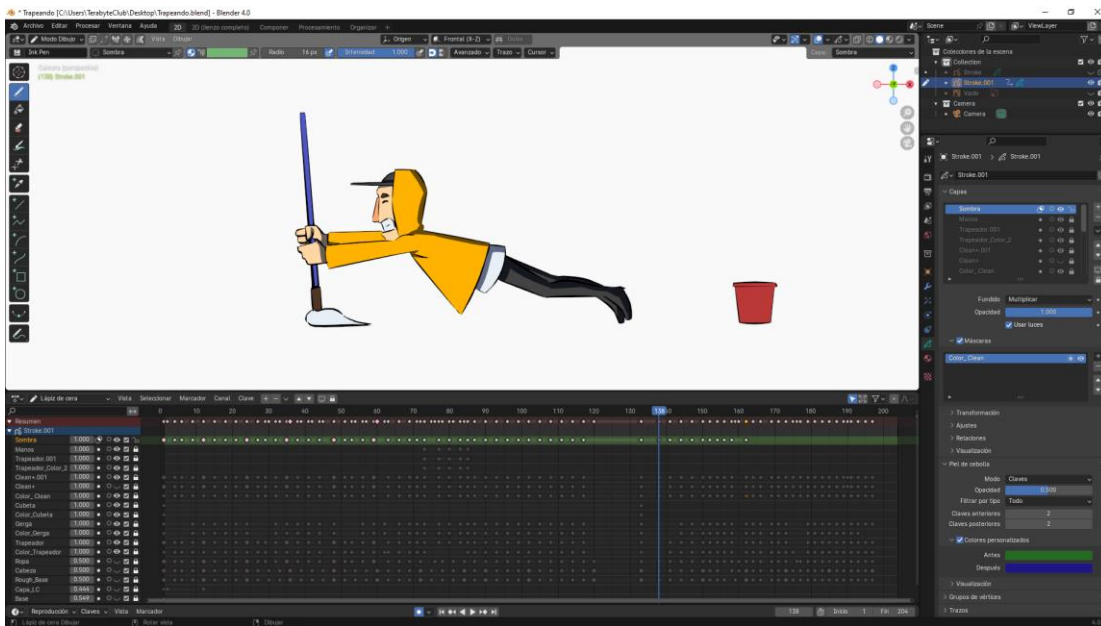 * Trapeando [C:\Users\TerabyteClub\Desktop\Trapeando.blend] - Blender 4.0
Archivo Editar Procesar Ventana Ayuda 2D 2D (lienzo completo) Componer Procesamiento Organizar + Scene ViewLayer
Modo Dibujo Vista Dibujar Origen Frontal (X-Z) Guías
Ink Pen Sombra Radio 16 px Intensidad 1.000 Avanzado Trazo Cursor Capa: Sombra
(138) Stroke.001
Colecciones de la escena
Collection
Stroke
Stroke.001
Vacío
Camera
Camera
Stroke.001 > Stroke.001
Stroke.001
Capas
Sombra
Manos
Trapeador.001
Trapeador_Color_2
Clean+.001
Clean+
Color_ Clean
Fundido Multiplicar
Opacidad 1.000
Usar luces
Máscaras
Color_ Clean
Transformación
Ajustes
Relaciones
Visualización
Piel de cebolla
Modo Claves
Opacidad 0.500
Filtrar por tipo Todo
Claves anteriores 2
Claves posteriores 2
Colores personalizados
Antes
Después
Visualización
Grupos de vértices
Trazos
Lápiz de cera Vista Seleccionar Marcador Canal Clave
0 10 20 30 40 50 60 70 80 90 100 110 120 130 138 150 160 170 180 190 200
Resumen
Stroke.001
Sombra 1.000
Manos 1.000
Trapeador.001 1.000
Trapeador_Color_2 1.000
Clean+.001 1.000
Clean+ 1.000
Color_ Clean 1.000
Cubeta 1.000
Color_Cubeta 1.000
Gerga 1.000
Color_Gerga 1.000
Trapeador 1.000
Color_Trapeador 1.000
Ropa 0.500
Cabeza 0.500
Rough_Base 0.500
Capa_LC 0.444
Base 0.549
Reproducción Claves Vista Marcador 138 Inicio 1 Fin 204
Lápiz de cera Dibujar Rotar vista Dibujar